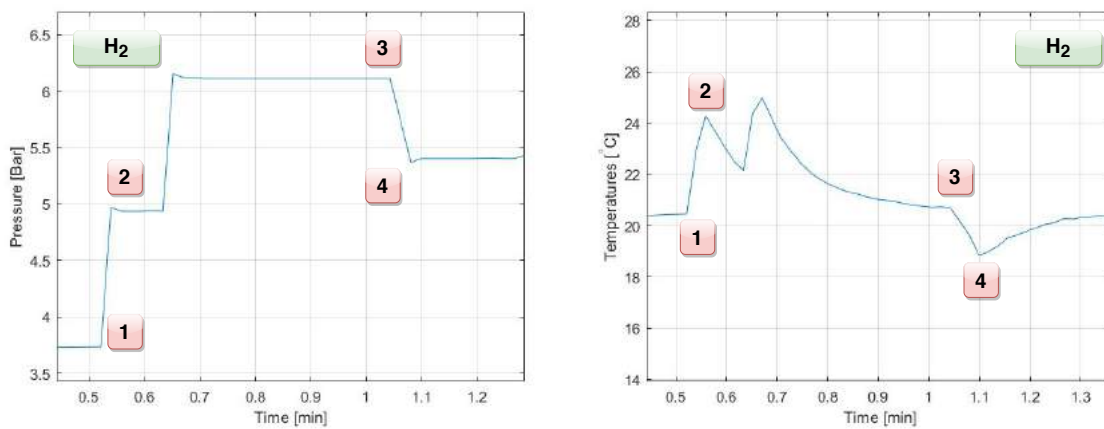 H₂
3
2
4
1
6.5
6
5.5
5
4.5
4
3.5
0.5 0.6 0.7 0.8 0.9 1 1.1 1.2
Time [min]
Pressure [Bar]
H₂
2
3
1
4
28
26
24
22
20
18
16
14
0.5 0.6 0.7 0.8 0.9 1 1.1 1.2 1.3
Time [min]
Temperatures [°C]